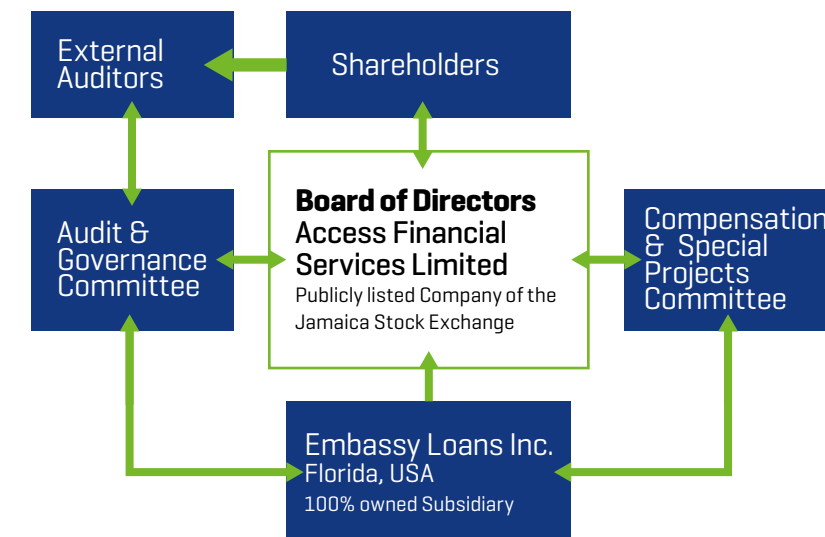 External
Auditors
Shareholders
Board of Directors
Access Financial
Services Limited
Publicly listed Company of the
Jamaica Stock Exchange
Audit &
Governance
Committee
Compensation
& Special
Projects
Committee
Embassy Loans Inc.
Florida, USA
100% owned Subsidiary